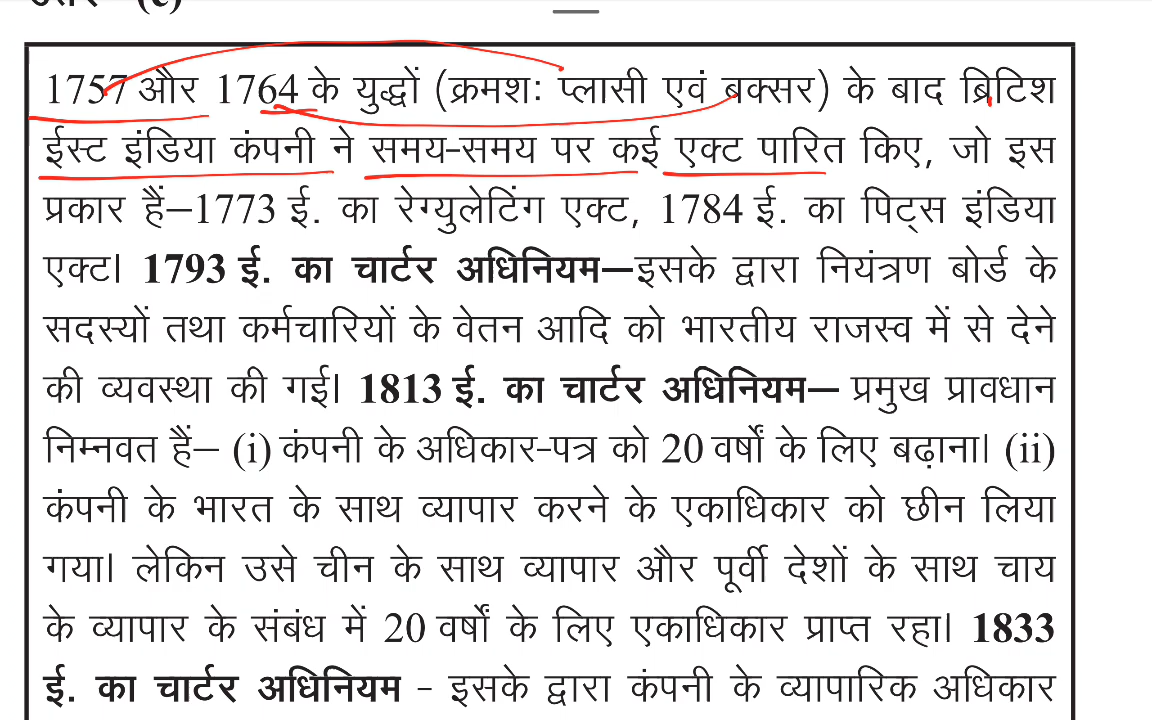 उत्तर—(c)
1757 और 1764 के युद्धों (क्रमश: प्लासी एवं बक्सर) के बाद ब्रिटिश
ईस्ट इंडिया कंपनी ने समय-समय पर कई एक्ट पारित किए, जो इस
प्रकार हैं—1773 ई. का रेग्युलेटिंग एक्ट, 1784 ई. का पिट्स इंडिया
एक्ट। 1793 ई. का चार्टर अधिनियम—इसके द्वारा नियंत्रण बोर्ड के
सदस्यों तथा कर्मचारियों के वेतन आदि को भारतीय राजस्व में से देने
की व्यवस्था की गई। 1813 ई. का चार्टर अधिनियम— प्रमुख प्रावधान
निम्नवत हैं— (i) कंपनी के अधिकार-पत्र को 20 वर्षों के लिए बढ़ाना। (ii)
कंपनी के भारत के साथ व्यापार करने के एकाधिकार को छीन लिया
गया। लेकिन उसे चीन के साथ व्यापार और पूर्वी देशों के साथ चाय
के व्यापार के संबंध में 20 वर्षों के लिए एकाधिकार प्राप्त रहा। 1833
ई. का चार्टर अधिनियम - इसके द्वारा कंपनी के व्यापारिक अधिकार